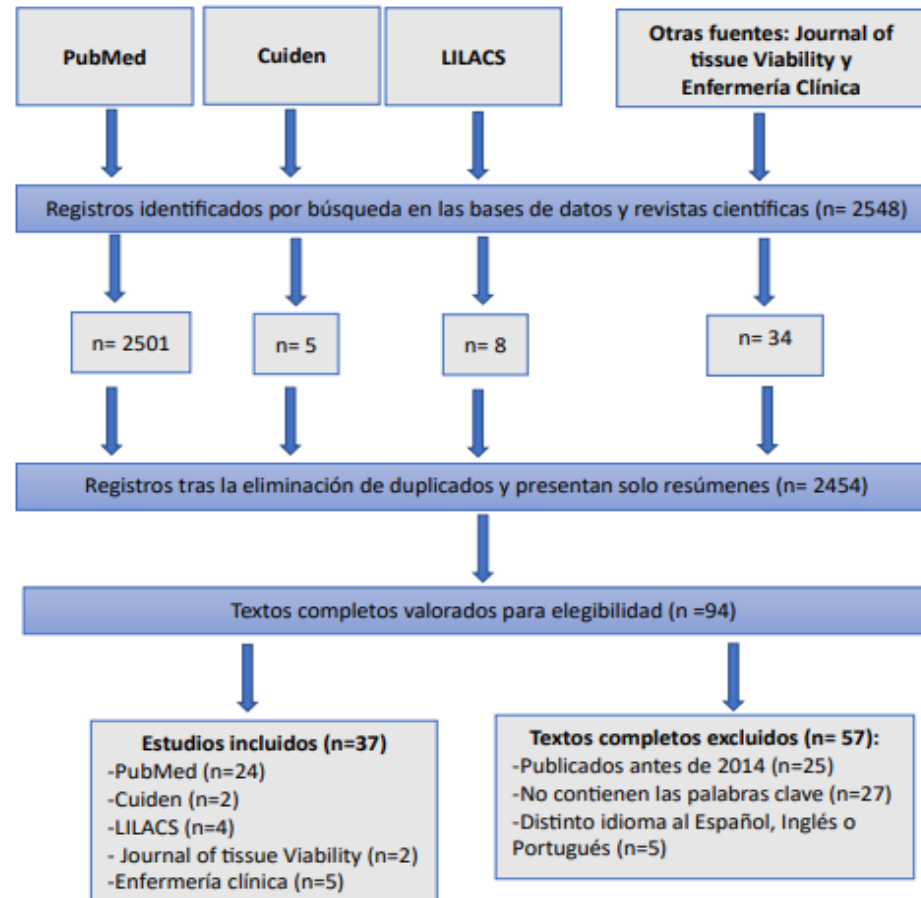 PubMed
Cuiden
LILACS
Otras fuentes: Journal of
tissue Viability y
Enfermería Clínica
Registros identificados por búsqueda en las bases de datos y revistas científicas (n= 2548)
n= 2501
n= 5
n= 8
n= 34
Registros tras la eliminación de duplicados y presentan solo resúmenes (n= 2454)
Textos completos valorados para elegibilidad (n =94)
Estudios incluidos (n=37)
-PubMed (n=24)
-Cuiden (n=2)
-LILACS (n=4)
- Journal of tissue Viability (n=2)
-Enfermería clínica (n=5)
Textos completos excluidos (n= 57):
-Publicados antes de 2014 (n=25)
-No contienen las palabras clave (n=27)
-Distinto idioma al Español, Inglés o
Portugués (n=5)